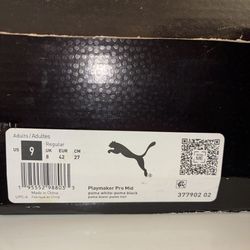 Adults / Adultes
Regular
US 9
UK 8
EUR 42
CM 27
Playmaker Pro Mid
puma white-puma black
377902 02
Made in China
UPC-A